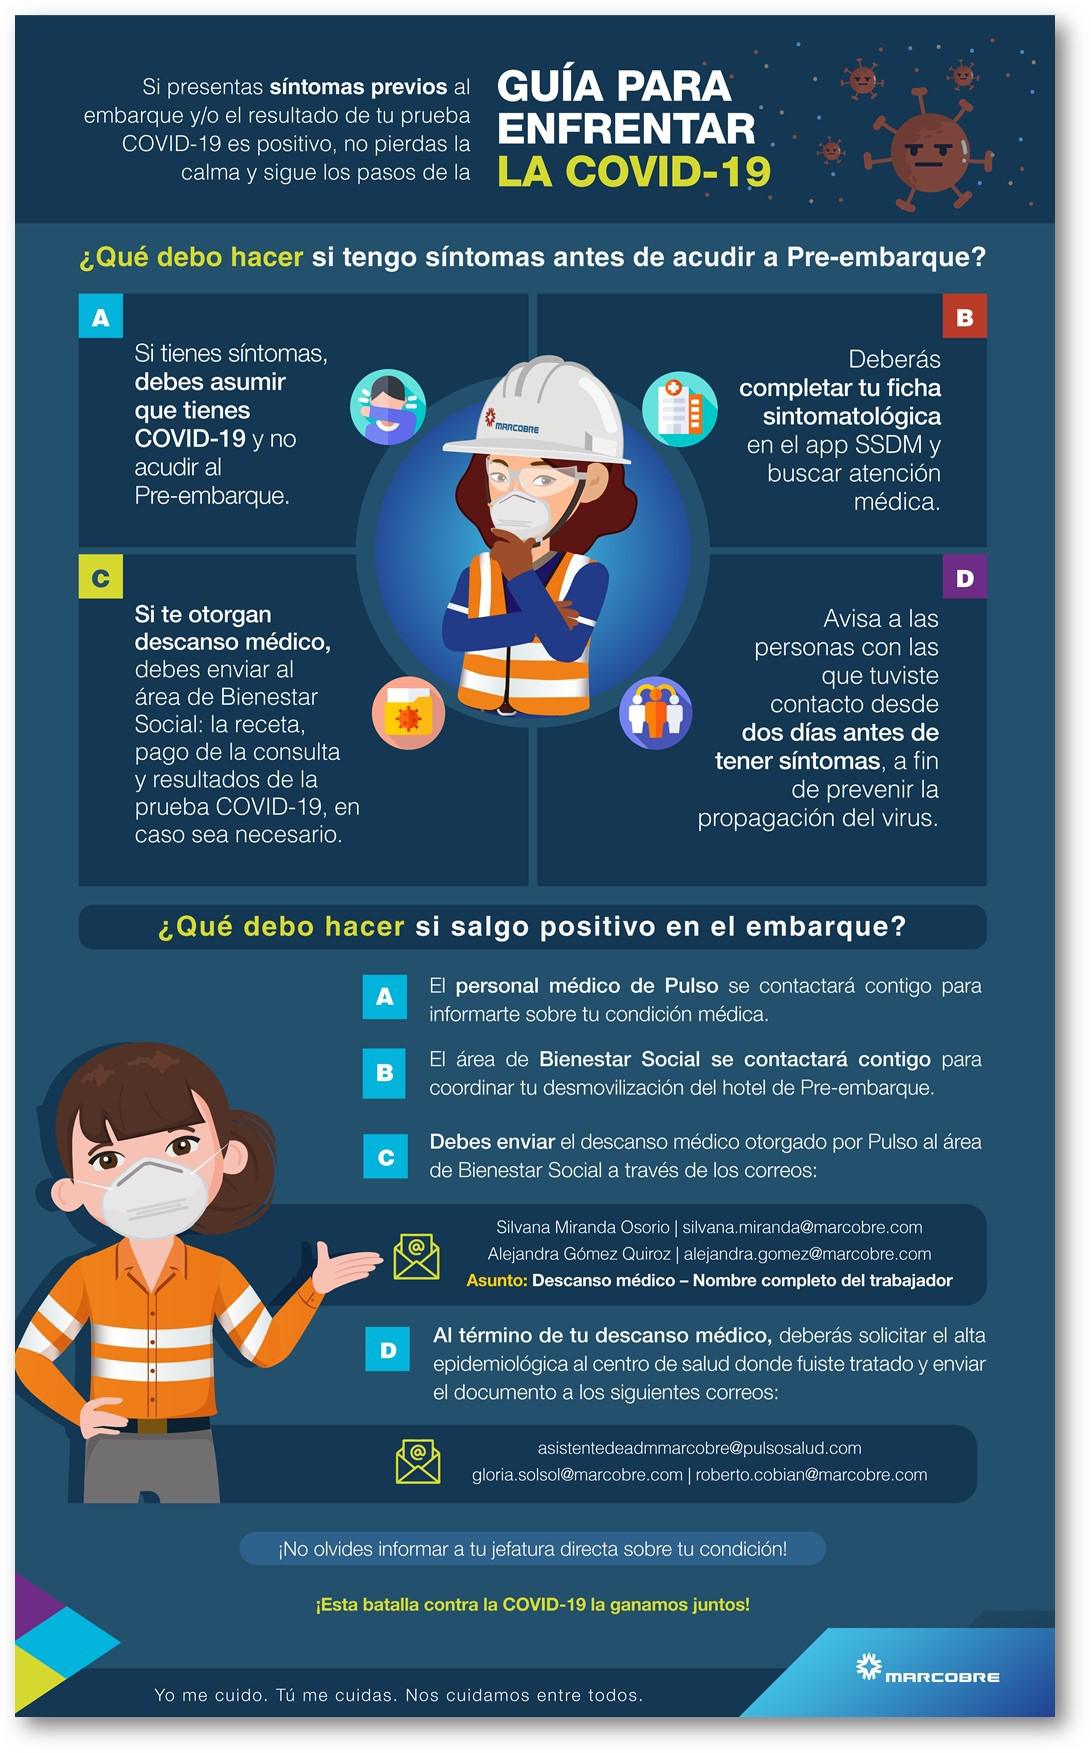 Si presentas síntomas previos al
embarque y/o el resultado de tu prueba
COVID-19 es positivo, no pierdas la
calma y sigue los pasos de la
GUÍA PARA
ENFRENTAR
LA COVID-19
¿Qué debo hacer si tengo síntomas antes de acudir a Pre-embarque?
A
Si tienes síntomas,
debes asumir
que tienes
COVID-19 y no
acudir al
Pre-embarque.
MARCOBRE
B
Deberás
completar tu ficha
sintomatológica
en el app SSDM y
buscar atención
médica.
C
Si te otorgan
descanso médico,
debes enviar al
área de Bienestar
Social: la receta,
pago de la consulta
y resultados de la
prueba COVID-19, en
caso sea necesario.
D
Avisa a las
personas con las
que tuviste
contacto desde
dos días antes de
tener síntomas, a fin
de prevenir la
propagación del virus.
¿Qué debo hacer si salgo positivo en el embarque?
A
El personal médico de Pulso se contactará contigo para
informarte sobre tu condición médica.
B
El área de Bienestar Social se contactará contigo para
coordinar tu desmovilización del hotel de Pre-embarque.
C
Debes enviar el descanso médico otorgado por Pulso al área
de Bienestar Social a través de los correos:
@
Silvana Miranda Osorio | silvana.miranda@marcobre.com
Alejandra Gómez Quiroz | alejandra.gomez@marcobre.com
Asunto: Descanso médico – Nombre completo del trabajador
D
Al término de tu descanso médico, deberás solicitar el alta
epidemiológica al centro de salud donde fuiste tratado y enviar
el documento a los siguientes correos:
@
asistentedeadmmarcobre@pulsosalud.com
gloria.solsol@marcobre.com | roberto.cobian@marcobre.com
¡No olvides informar a tu jefatura directa sobre tu condición!
¡Esta batalla contra la COVID-19 la ganamos juntos!
Yo me cuido. Tú me cuidas. Nos cuidamos entre todos.
MARCOBRE